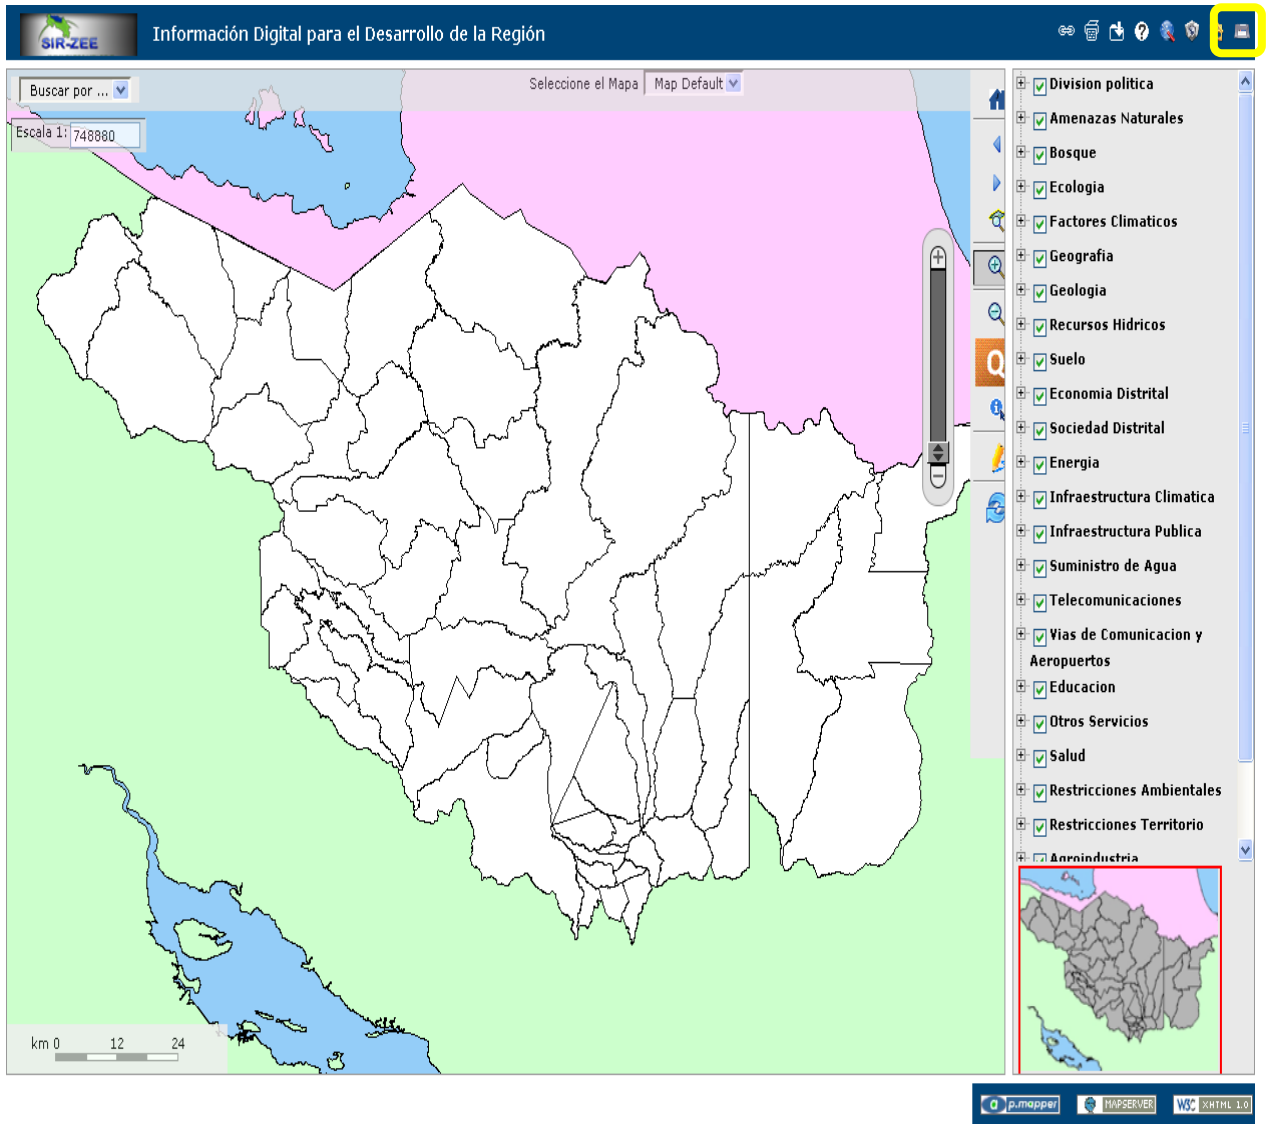 SIR-ZEE
Información Digital para el Desarrollo de la Región
Buscar por ...
Seleccione el Mapa Map Default
Escala 1: 748880
Division politica
Amenazas Naturales
Bosque
Ecologia
Factores Climaticos
Geografia
Geologia
Recursos Hidricos
Suelo
Economia Distrital
Sociedad Distrital
Energia
Infraestructura Climatica
Infraestructura Publica
Suministro de Agua
Telecomunicaciones
Vias de Comunicacion y
Aeropuertos
Educacion
Otros Servicios
Salud
Restricciones Ambientales
Restricciones Territorio
Agroindustria
Q
km 0 12 24
p.mapper MAPSERVER W3C XHTML 1.0